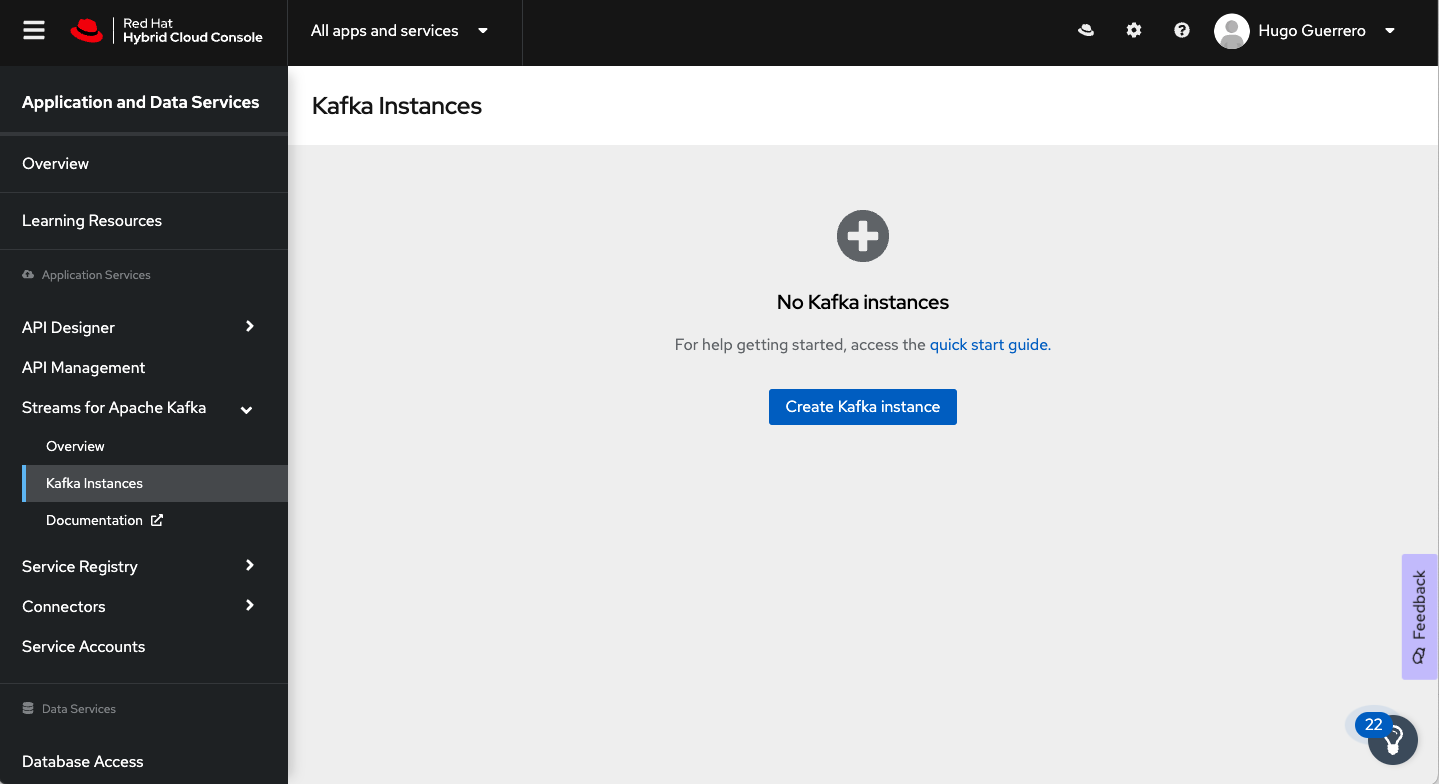 Red Hat
Hybrid Cloud Console
All apps and services
Hugo Guerrero
Application and Data Services
Overview
Learning Resources
Application Services
API Designer
API Management
Streams for Apache Kafka
Overview
Kafka Instances
Documentation
Service Registry
Connectors
Service Accounts
Data Services
Database Access
Kafka Instances
No Kafka instances
For help getting started, access the quick start guide.
Create Kafka instance
Feedback
22